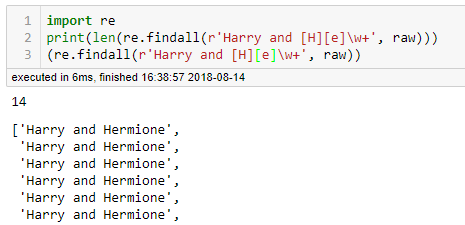 1 import re
2 print(len(re.findall(r'Harry and [H][e]\w+', raw)))
3 (re.findall(r'Harry and [H][e]\w+', raw))
executed in 6ms, finished 16:38:57 2018-08-14
14
['Harry and Hermione',
'Harry and Hermione',
'Harry and Hermione',
'Harry and Hermione',
'Harry and Hermione',
'Harry and Hermione',